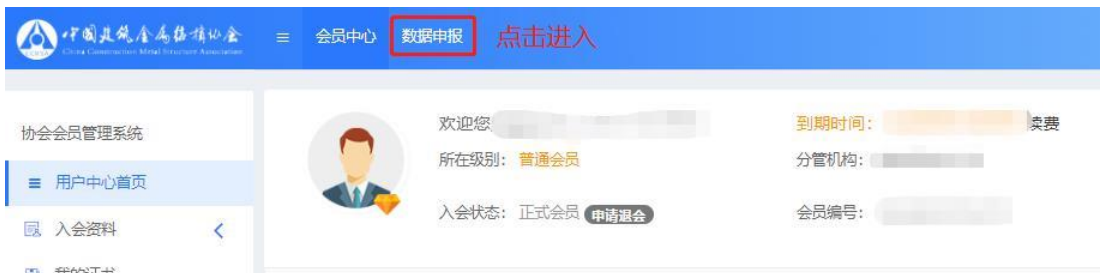 中国建筑金属结构协会
China Construction Metal Structure Association
≡ 会员中心 数据申报 点击进入
协会会员管理系统
欢迎您
到期时间： 续费
≡ 用户中心首页
所在级别：普通会员
分管机构：
入会资料
入会状态：正式会员 申请退会
会员编号：
我的证书